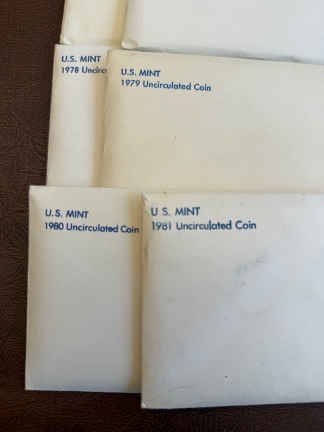 U.S. MINT
1978 Uncirc
U.S. MINT
1979 Uncirculated Coin
U.S. MINT
1980 Uncirculated Coin
U.S. MINT
1981 Uncirculated Coin